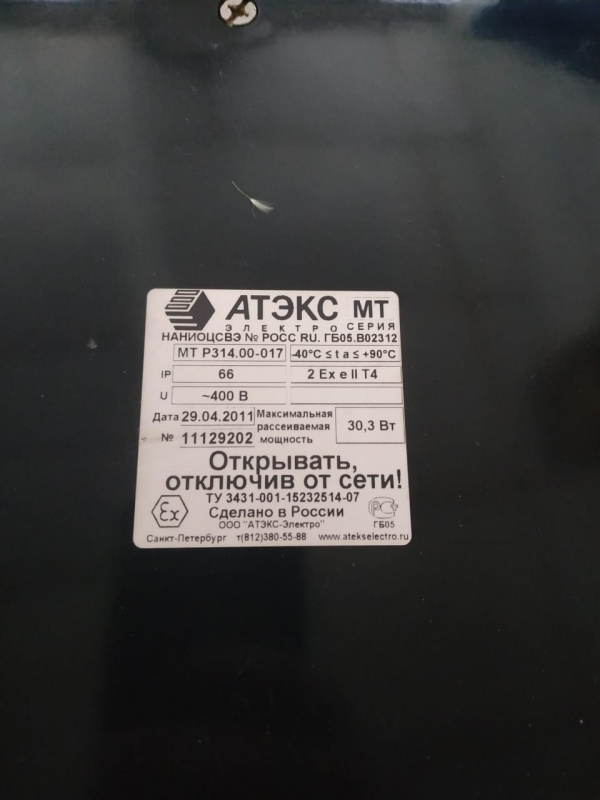 АТЭКС МТ
ЭЛЕКТРО СЕРИЯ
НАНИОЦСВЭ № РОСС RU. ГБ05.В02312
МТ Р314.00-017 -40°C ≤ t a ≤ +90°C
IP 66 2 Ex e II T4
U ~400 В
Дата 29.04.2011 Максимальная рассеиваемая мощность 30,3 Вт
№ 11129202
Открывать,
отключив от сети!
ТУ 3431-001-15232514-07
Ex Сделано в России
ООО "АТЭКС-Электро" ГБ05
Санкт-Петербург т(812)380-55-88 www.atekselectro.ru